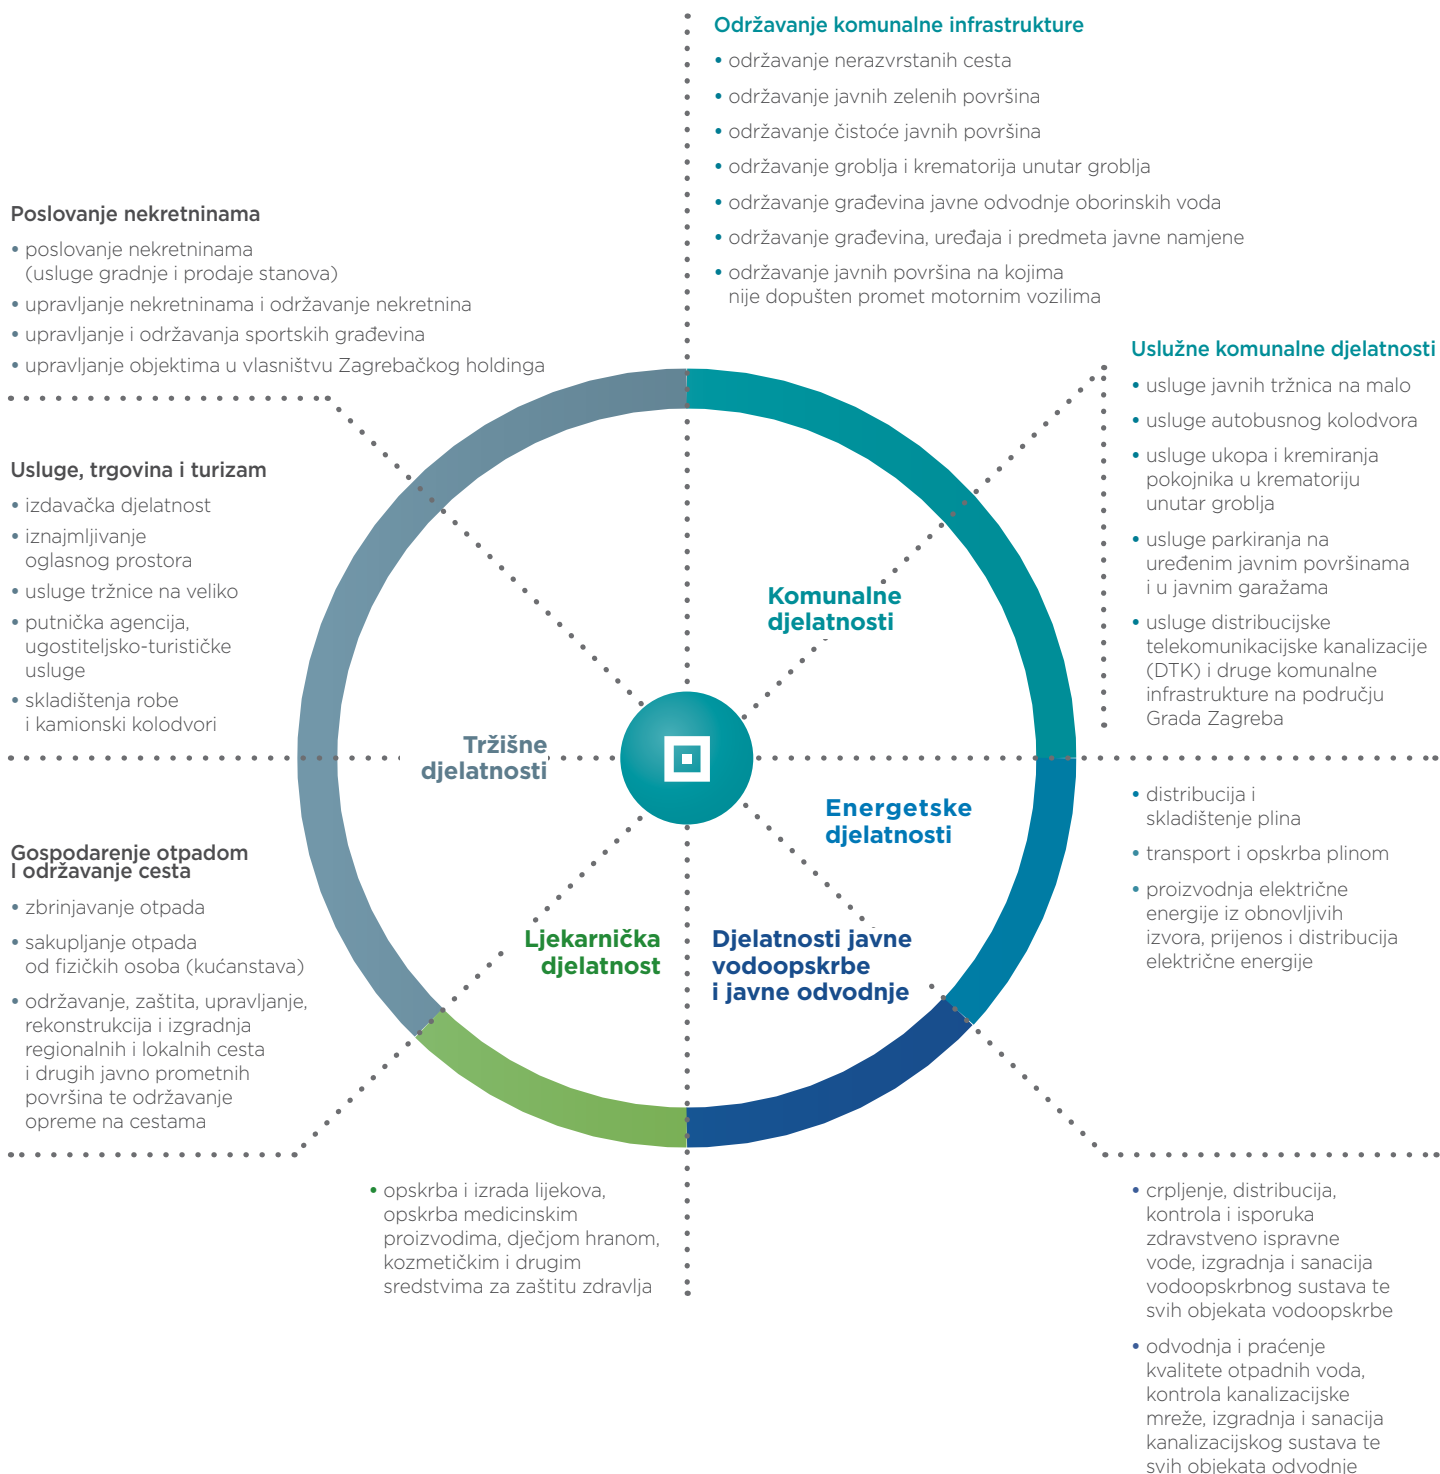 Održavanje komunalne infrastrukture
• održavanje nerazvrstanih cesta
• održavanje javnih zelenih površina
• održavanje čistoće javnih površina
• održavanje groblja i krematorija unutar groblja
• održavanje građevina javne odvodnje oborinskih voda
• održavanje građevina, uređaja i predmeta javne namjene
• održavanje javnih površina na kojima
nije dopušten promet motornim vozilima
Poslovanje nekretninama
• poslovanje nekretninama
(usluge gradnje i prodaje stanova)
• upravljanje nekretninama i održavanje nekretnina
• upravljanje i održavanja sportskih građevina
• upravljanje objektima u vlasništvu Zagrebačkog holdinga
Uslužne komunalne djelatnosti
• usluge javnih tržnica na malo
• usluge autobusnog kolodvora
• usluge ukopa i kremiranja
pokojnika u krematoriju
unutar groblja
• usluge parkiranja na
uređenim javnim površinama
i u javnim garažama
• usluge distribucijske
telekomunikacijske kanalizacije
(DTK) i druge komunalne
infrastrukture na području
Grada Zagreba
Usluge, trgovina i turizam
• izdavačka djelatnost
• iznajmljivanje
oglasnog prostora
• usluge tržnice na veliko
• putnička agencija,
ugostiteljsko-turističke
usluge
• skladištenja robe
i kamionski kolodvori
Komunalne
djelatnosti
Tržišne
djelatnosti
Energetske
djelatnosti
• distribucija i
skladištenje plina
• transport i opskrba plinom
• proizvodnja električne
energije iz obnovljivih
izvora, prijenos i distribucija
električne energije
Gospodarenje otpadom
I održavanje cesta
• zbrinjavanje otpada
• sakupljanje otpada
od fizičkih osoba (kućanstava)
• održavanje, zaštita, upravljanje,
rekonstrukcija i izgradnja
regionalnih i lokalnih cesta
i drugih javno prometnih
površina te održavanje
opreme na cestama
Ljekarnička
djelatnost
Djelatnosti javne
vodoopskrbe
i javne odvodnje
• opskrba i izrada lijekova,
opskrba medicinskim
proizvodima, dječjom hranom,
kozmetičkim i drugim
sredstvima za zaštitu zdravlja
• crpljenje, distribucija,
kontrola i isporuka
zdravstveno ispravne
vode, izgradnja i sanacija
vodoopskrbnog sustava te
svih objekata vodoopskrbe
• odvodnja i praćenje
kvalitete otpadnih voda,
kontrola kanalizacijske
mreže, izgradnja i sanacija
kanalizacijskog sustava te
svih objekata odvodnje